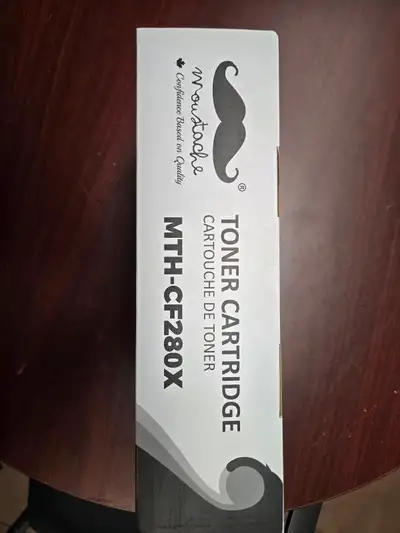 moustache®
Confidence Based on Quality
TONER CARTRIDGE
CARTOUCHE DE TONER
MTH-CF280X